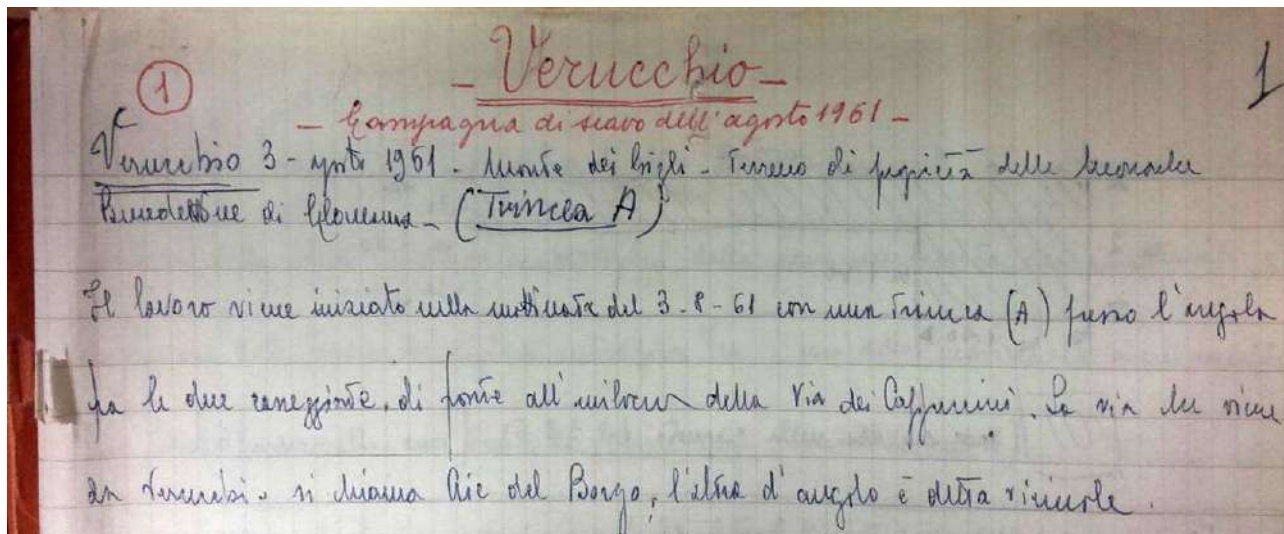 1
- Verucchio -
1
- Campagna di scavo dell'agosto 1961 -
Verucchio 3 - agosto 1961 - Monte dei Gigli - Terreno di proprietà delle Monache
Benedettine di - (Trincea A)
Il lavoro viene iniziato nella mattinata del 3-8-61 con una Trincea (A) presso l'angolo
fra le due careggiate, di fronte all'imbocco della Via dei Cappuccini. La via che viene
da Verucchio si chiama del Borgo, l'altra d'angolo è detta vicinale.